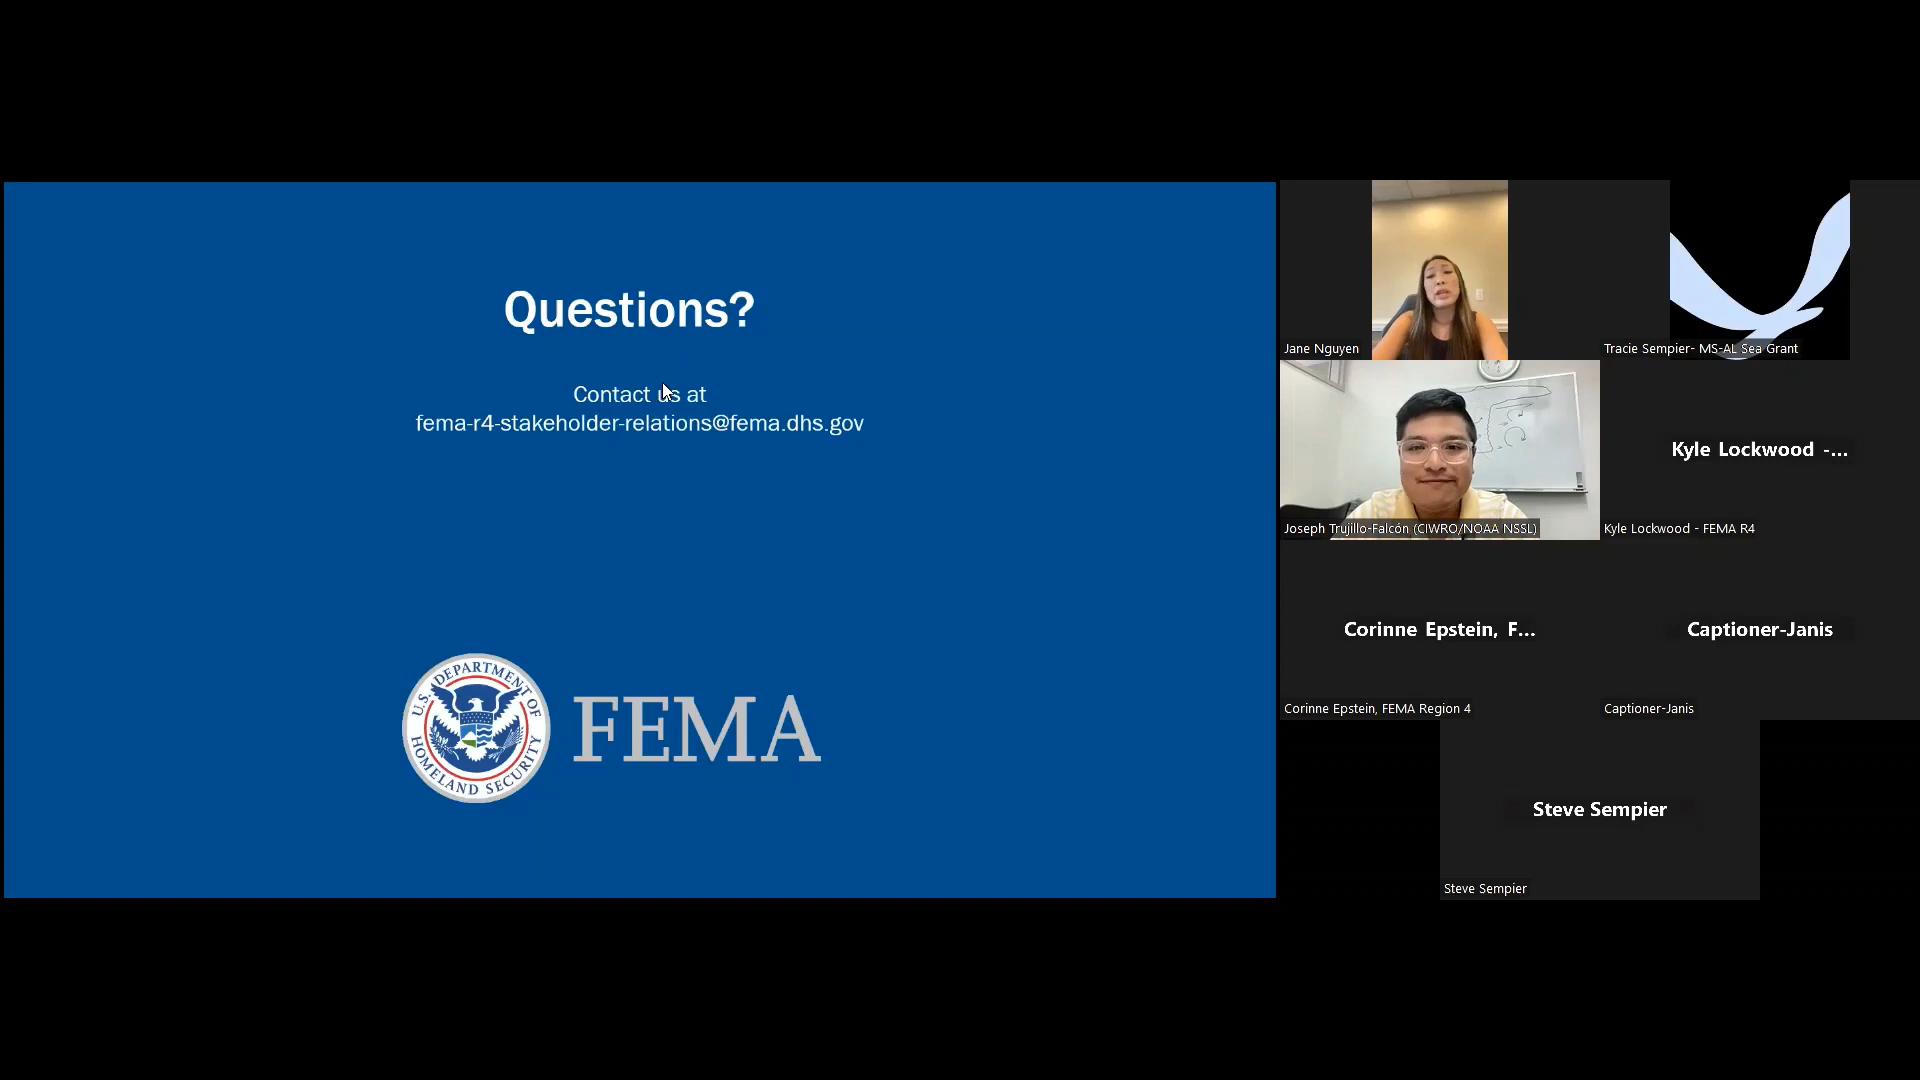 Questions?
Contact us at
fema-r4-stakeholder-relations@fema.dhs.gov
U.S. DEPARTMENT OF
HOMELAND SECURITY
FEMA
Jane Nguyen
Tracie Sempier- MS-AL Sea Grant
Joseph Trujillo-Falcón (CIWRO/NOAA NSSL)
Kyle Lockwood -...
Kyle Lockwood - FEMA R4
Corinne Epstein, F...
Corinne Epstein, FEMA Region 4
Captioner-Janis
Captioner-Janis
Steve Sempier
Steve Sempier